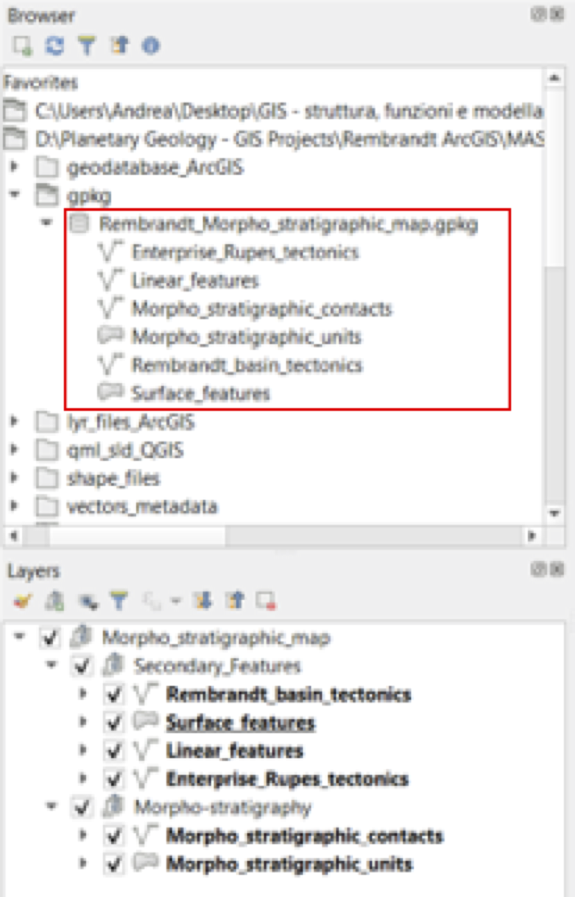 Browser
Favorites
C:\Users\Andrea\Desktop\GIS - struttura, funzioni e modella
D:\Planetary Geology - GIS Projects\Rembrandt ArcGIS\MAS
geodatabase_ArcGIS
gpkg
Rembrandt_Morpho_stratigraphic_map.gpkg
Enterprise_Rupes_tectonics
Linear_features
Morpho_stratigraphic_contacts
Morpho_stratigraphic_units
Rembrandt_basin_tectonics
Surface_features
lyr_files_ArcGIS
qml_sld_QGIS
shape_files
vectors_metadata
Layers
Morpho_stratigraphic_map
Secondary_Features
Rembrandt_basin_tectonics
Surface_features
Linear_features
Enterprise_Rupes_tectonics
Morpho-stratigraphy
Morpho_stratigraphic_contacts
Morpho_stratigraphic_units